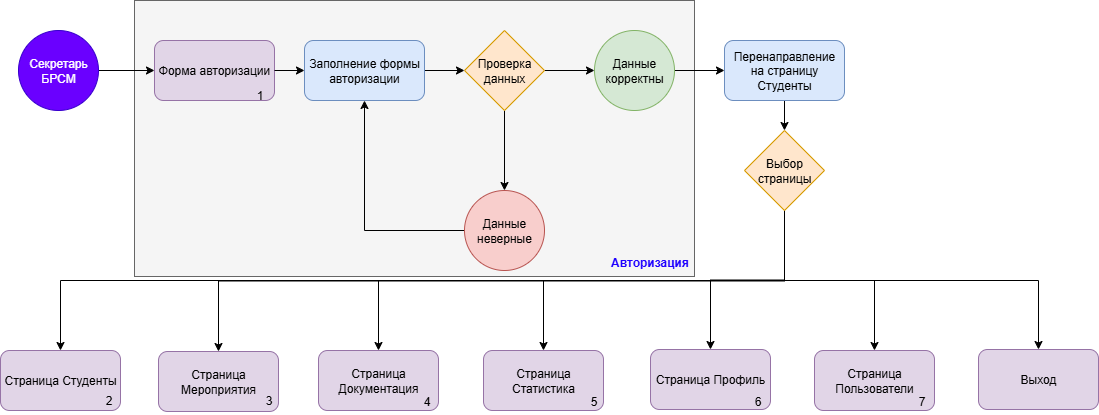 Секретарь
БРСМ
Форма авторизации
1
Заполнение формы
авторизации
Проверка
данных
Данные
корректны
Перенаправление
на страницу
Студенты
Выбор
страницы
Данные
неверные
Авторизация
Страница Студенты
2
Страница
Мероприятия
3
Страница
Документация
4
Страница
Статистика
5
Страница Профиль
6
Страница
Пользователи
7
Выход